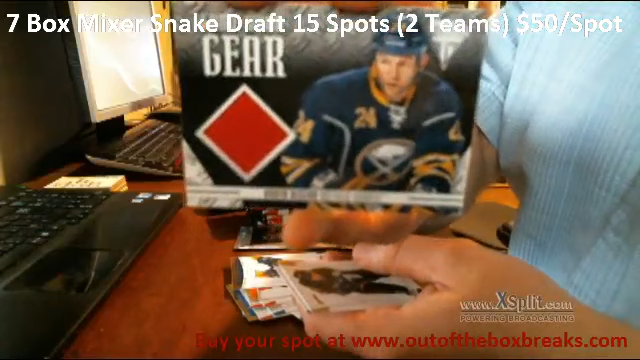 7 Box Mixer Snake Draft 15 Spots (2 Teams) $50/Spot
GEAR
24
www.XSplit.com
POWERING BROADCASTING
Buy your spot at www.outoftheboxbreaks.com